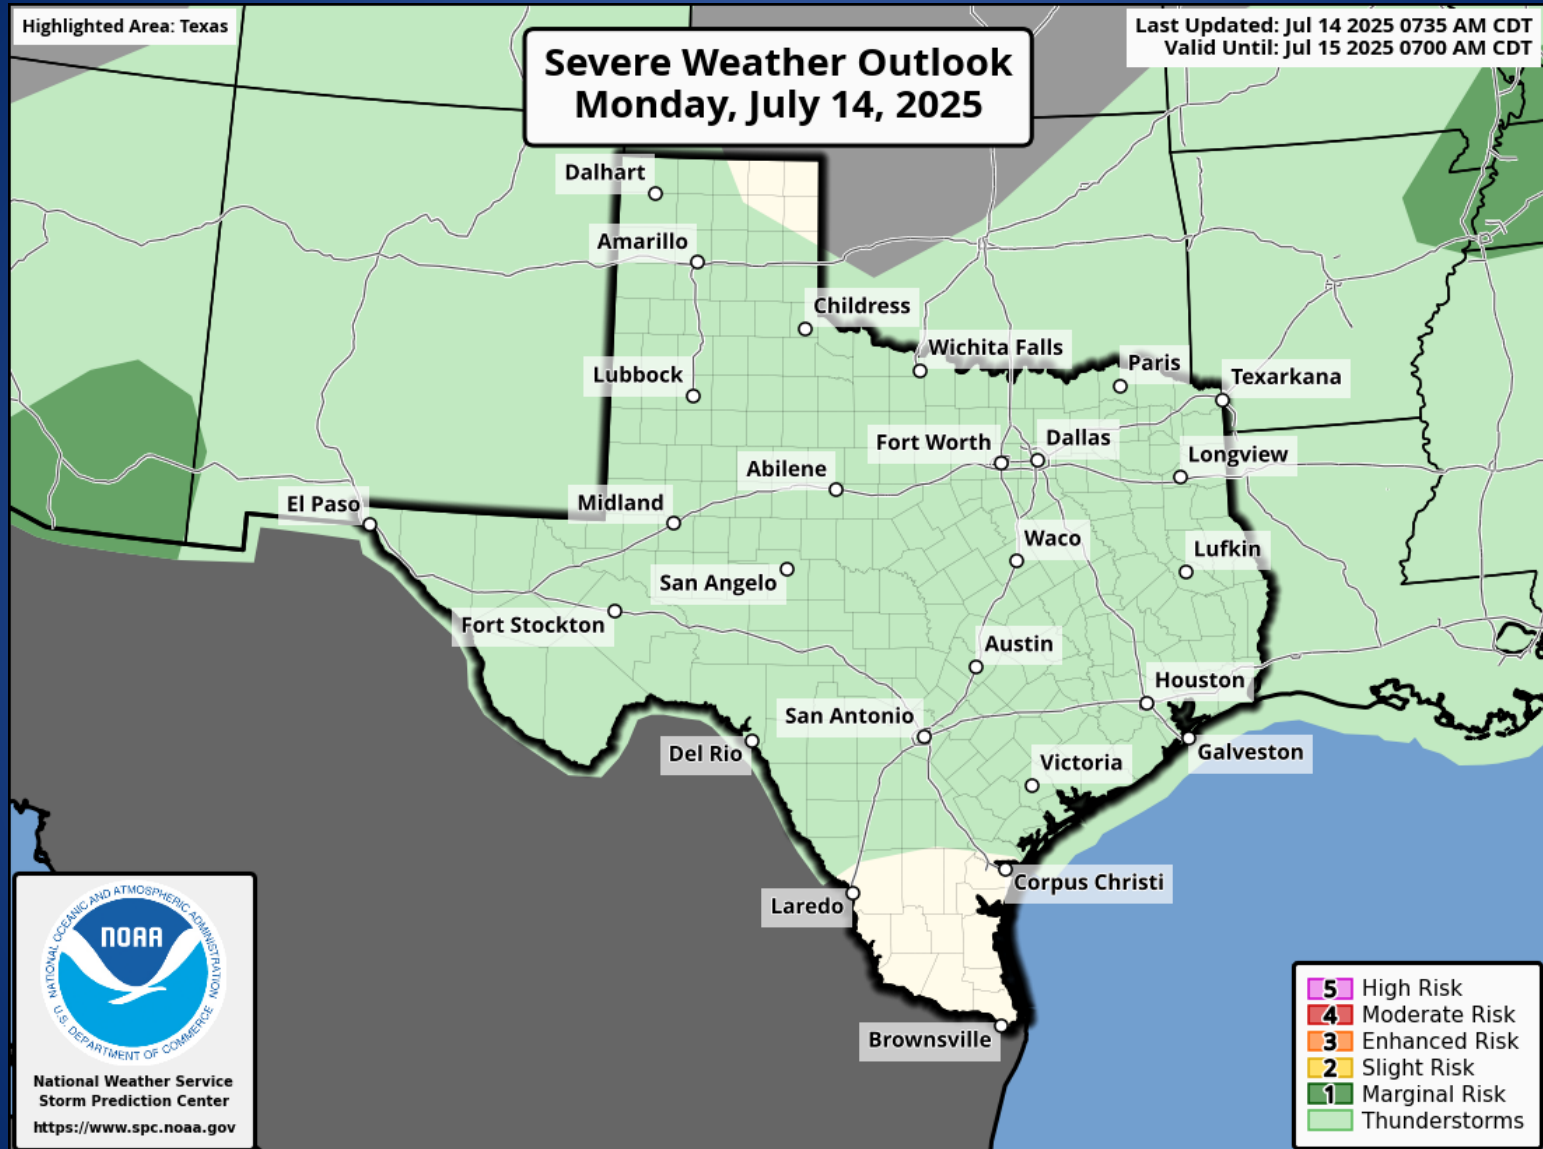 Highlighted Area: Texas
Severe Weather Outlook
Monday, July 14, 2025
Last Updated: Jul 14 2025 0735 AM CDT
Valid Until: Jul 15 2025 0700 AM CDT
Dalhart
Amarillo
Childress
Wichita Falls
Paris
Texarkana
Lubbock
Fort Worth
Dallas
Longview
Abilene
Midland
El Paso
Waco
Lufkin
San Angelo
Fort Stockton
Austin
Houston
San Antonio
Del Rio
Galveston
Victoria
Corpus Christi
Laredo
Brownsville
NATIONAL OCEANIC AND ATMOSPHERIC ADMINISTRATION
NOAA
U.S. DEPARTMENT OF COMMERCE
National Weather Service
Storm Prediction Center
https://www.spc.noaa.gov
5 High Risk
4 Moderate Risk
3 Enhanced Risk
2 Slight Risk
1 Marginal Risk
Thunderstorms